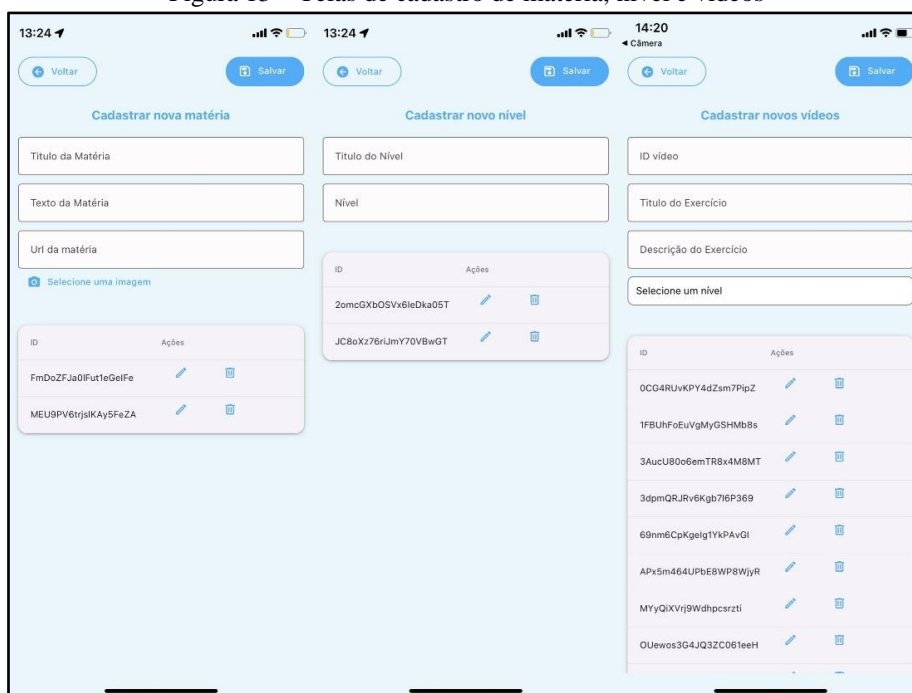 Figura 15 – Telas de cadastro de matéria, nível e vídeos
13:24
Voltar
Salvar
Cadastrar nova matéria
Titulo da Matéria
Texto da Matéria
Url da matéria
Selecione uma imagem
ID Ações
FmDoZFJa0lFut1eGelFe
MEU9PV6trjslKAy5FeZA
13:24
Voltar
Salvar
Cadastrar novo nível
Titulo do Nível
Nível
ID Ações
2omcGXbOSVx6leDka05T
JC8oXz76riJmY70VBwGT
14:20
Câmera
Voltar
Salvar
Cadastrar novos vídeos
ID vídeo
Titulo do Exercício
Descrição do Exercício
Selecione um nível
ID Ações
0CG4RUvKPY4dZsm7PipZ
1FBUhFoEuVgMyGSHMb8s
3AucU80o6emTR8x4M8MT
3dpmQRJRv6Kgb7l6P369
69nm6CpKgelg1YkPAvGl
APx5m464UPbE8WP8WjyR
MYyQiXVrj9Wdhpcsrzti
OUewos3G4JQ3ZC061eeH